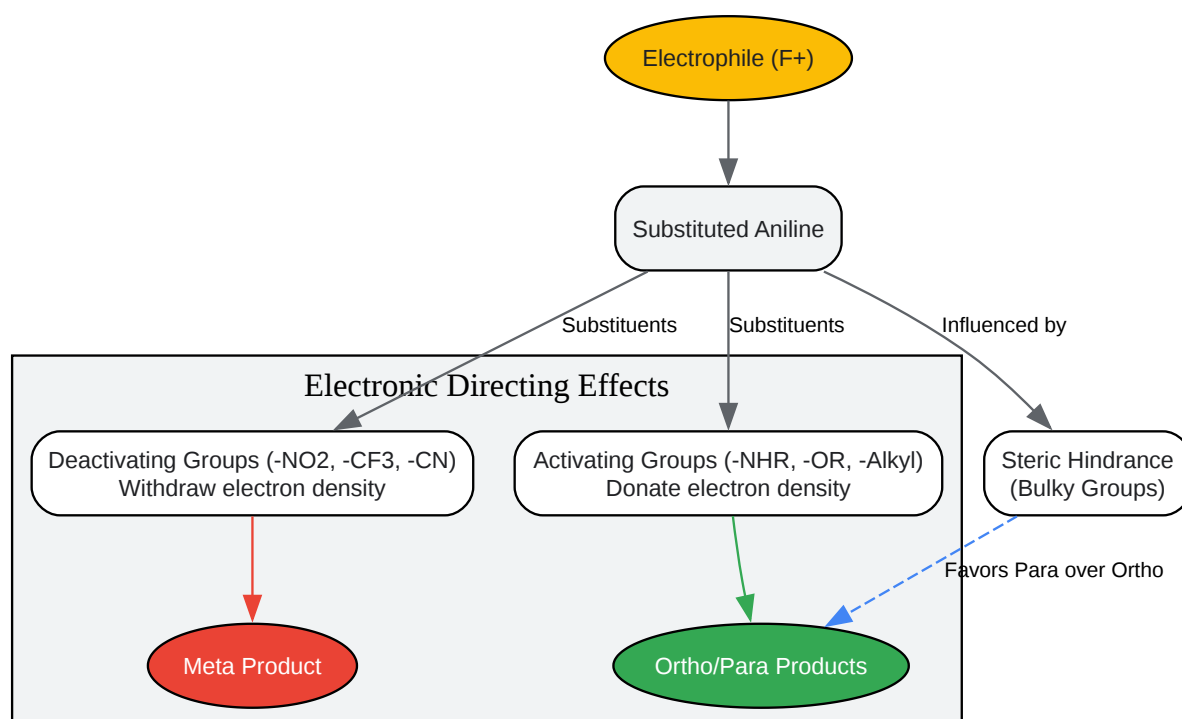 Electrophile (F+)
Substituted Aniline
Substituents
Substituents
Influenced by
Electronic Directing Effects
Deactivating Groups (-NO2, -CF3, -CN)
Withdraw electron density
Activating Groups (-NHR, -OR, -Alkyl)
Donate electron density
Steric Hindrance
(Bulky Groups)
Favors Para over Ortho
Meta Product
Ortho/Para Products